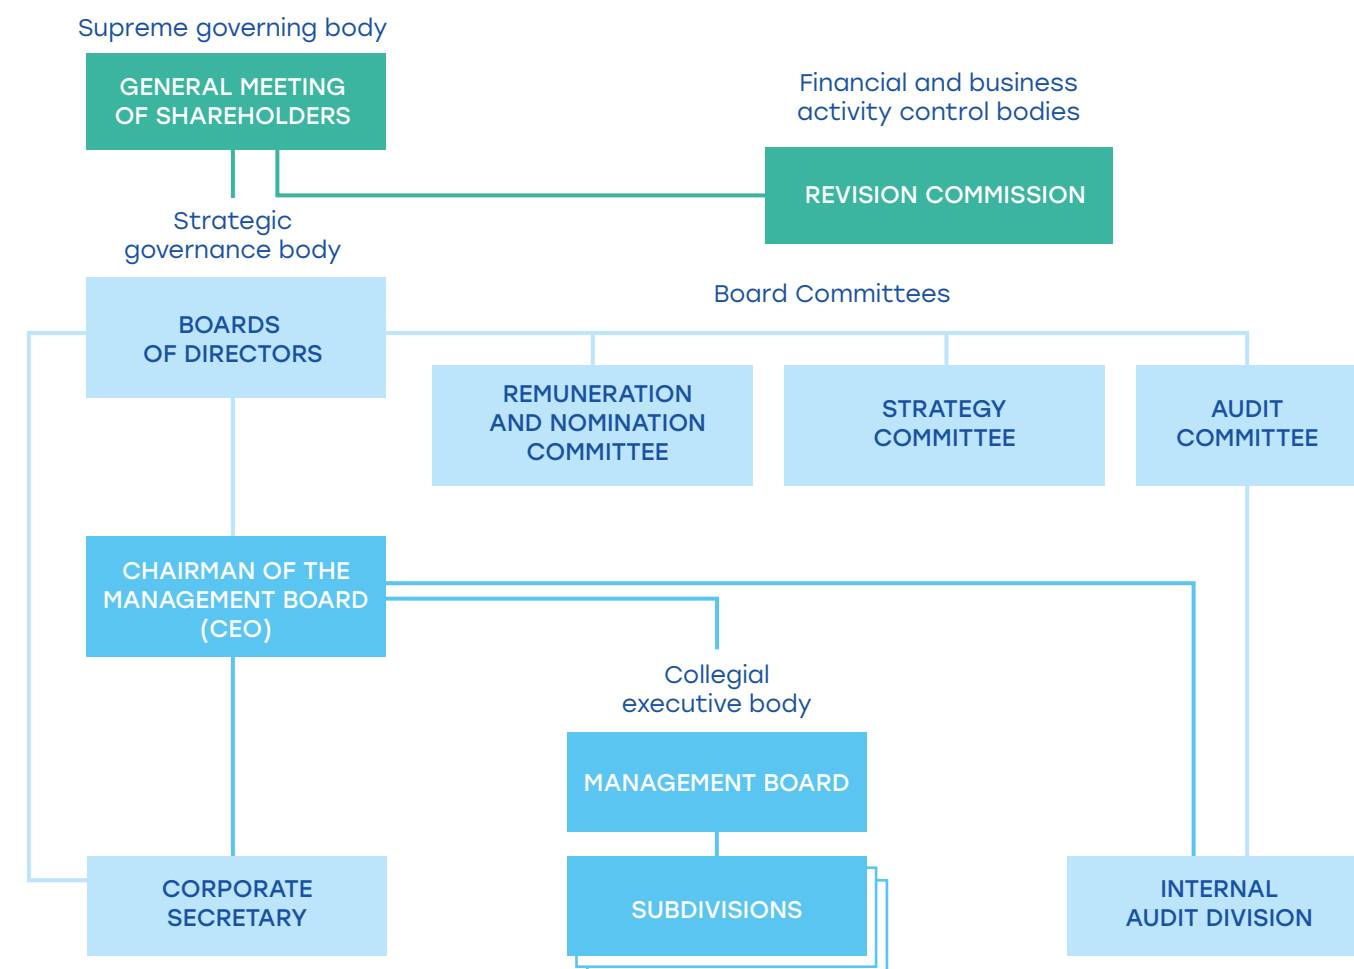 Supreme governing body
GENERAL MEETING
OF SHAREHOLDERS
Financial and business
activity control bodies
REVISION COMMISSION
Strategic
governance body
BOARDS
OF DIRECTORS
Board Committees
REMUNERATION
AND NOMINATION
COMMITTEE
STRATEGY
COMMITTEE
AUDIT
COMMITTEE
CHAIRMAN OF THE
MANAGEMENT BOARD
(CEO)
Collegial
executive body
MANAGEMENT BOARD
CORPORATE
SECRETARY
SUBDIVISIONS
INTERNAL
AUDIT DIVISION